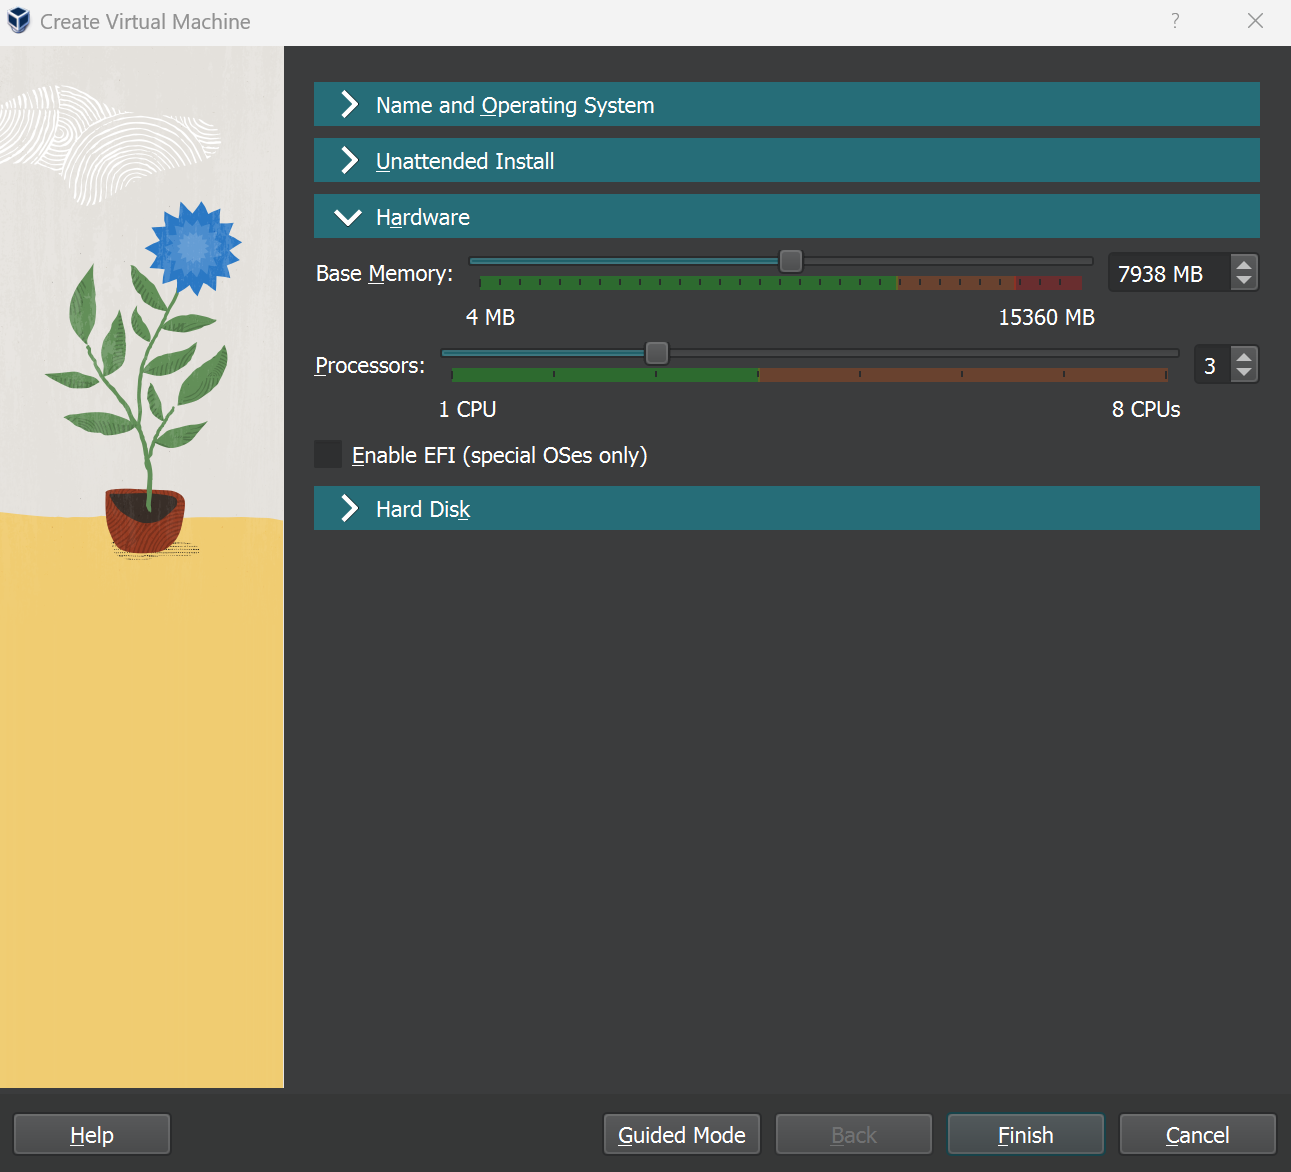 Create Virtual Machine ?
Name and Operating System
Unattended Install
Hardware
Base Memory: 7938 MB
4 MB 15360 MB
Processors: 3
1 CPU 8 CPUs
Enable EFI (special OSes only)
Hard Disk
Help Guided Mode Back Finish Cancel